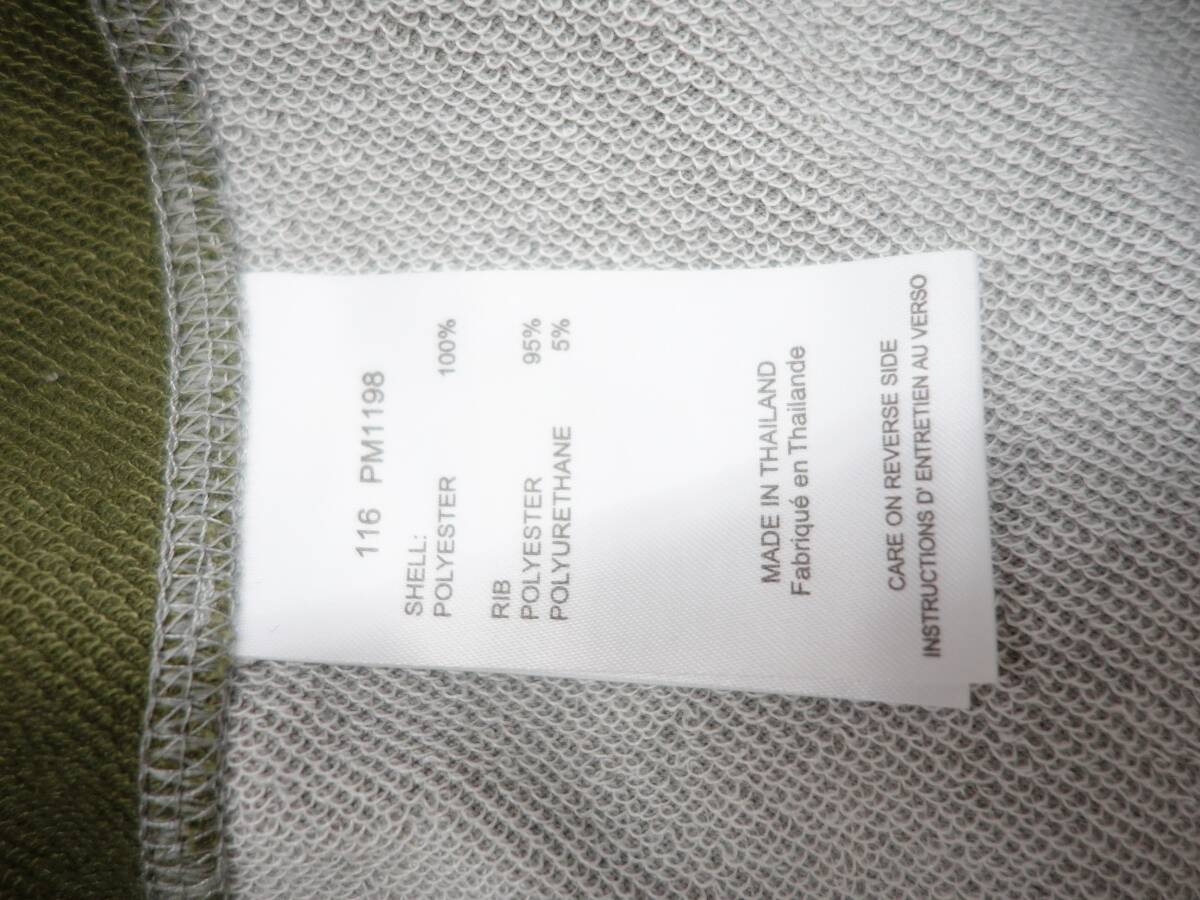 116 PM1198
SHELL:
POLYESTER 100%
RIB
POLYESTER 95%
POLYURETHANE 5%
MADE IN THAILAND
Fabriqué en Thailande
CARE ON REVERSE SIDE
INSTRUCTIONS D' ENTRETIEN AU VERSO